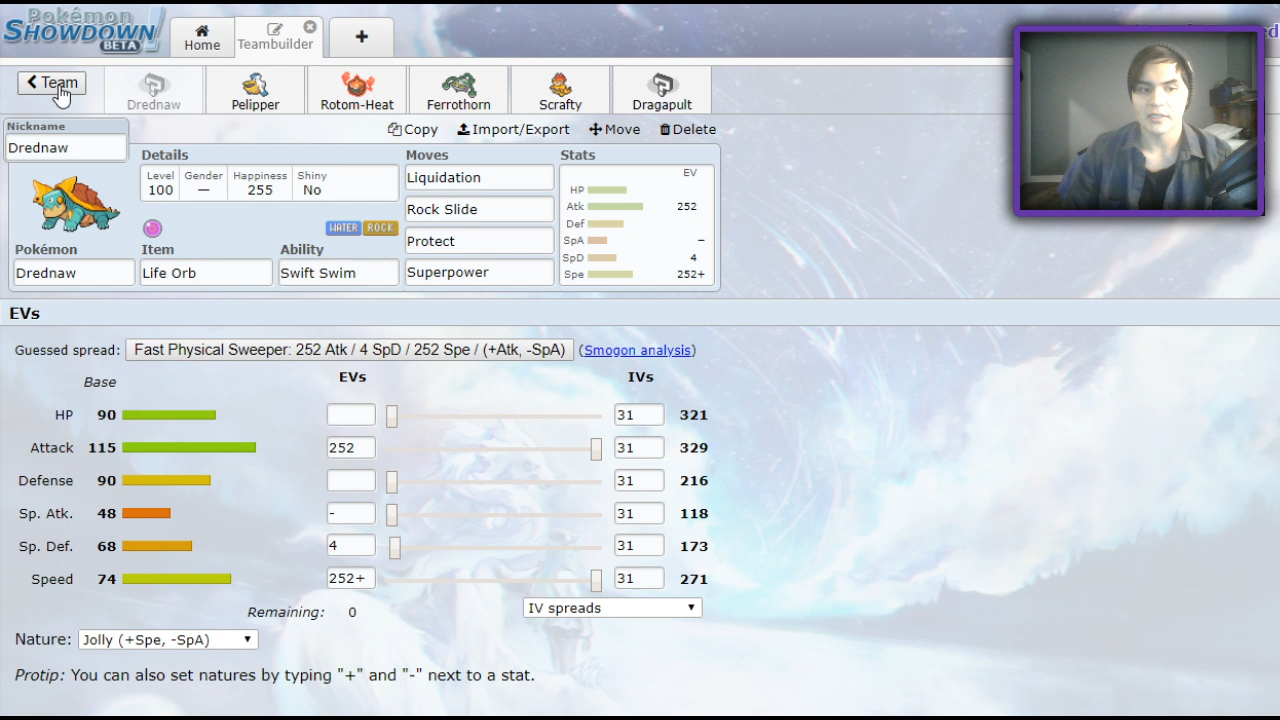 Pokémon
SHOWDOWN!
BETA
Home
Teambuilder
+
Team
Drednaw
Pelipper
Rotom-Heat
Ferrothorn
Scrafty
Dragapult
Copy Import/Export Move Delete
Nickname
Drednaw
Details
Level Gender Happiness Shiny
100 — 255 No
WATER ROCK
Pokémon Item Ability
Drednaw Life Orb Swift Swim
Moves
Liquidation
Rock Slide
Protect
Superpower
Stats
EV
HP
Atk 252
Def
SpA –
SpD 4
Spe 252+
EVs
Guessed spread: Fast Physical Sweeper: 252 Atk / 4 SpD / 252 Spe / (+Atk, -SpA) (Smogon analysis)
Base EVs IVs
HP 90 31 321
Attack 115 252 31 329
Defense 90 31 216
Sp. Atk. 48 - 31 118
Sp. Def. 68 4 31 173
Speed 74 252+ 31 271
Remaining: 0 IV spreads
Nature: Jolly (+Spe, -SpA)
Protip: You can also set natures by typing "+" and "-" next to a stat.